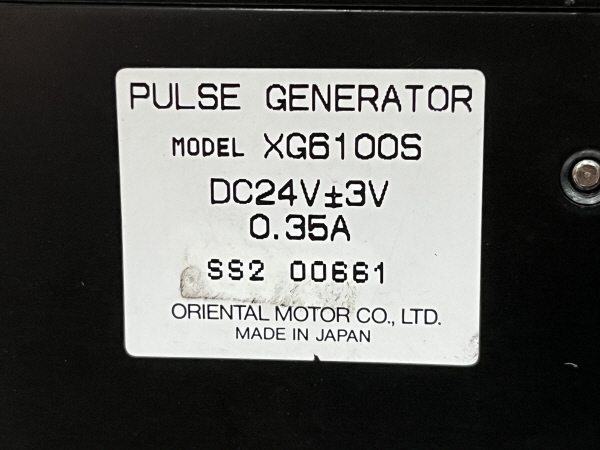 PULSE GENERATOR
MODEL XG6100S
DC24V±3V
0.35A
SS2 00661
ORIENTAL MOTOR CO., LTD.
MADE IN JAPAN